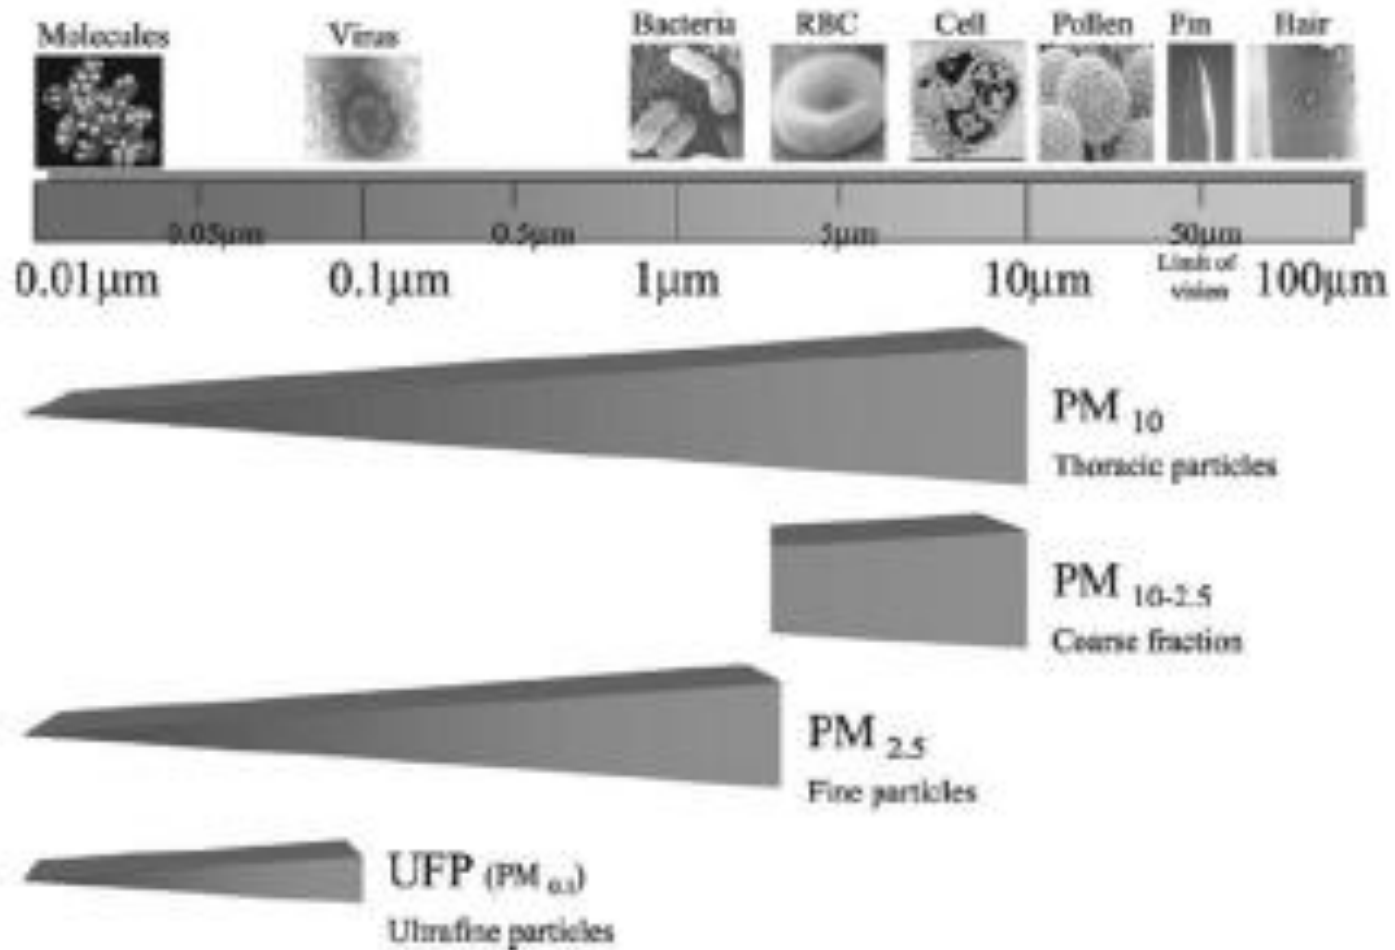 Molecules Virus Bacteria RBC Cell Pollen Pin Hair
0.05μm 0.5μm 5μm 50μm
0.01μm 0.1μm 1μm 10μm Limit of vision 100μm
PM 10
Thoracic particles
PM 10-2.5
Coarse fraction
PM 2.5
Fine particles
UFP (PM 0.1)
Ultrafine particles